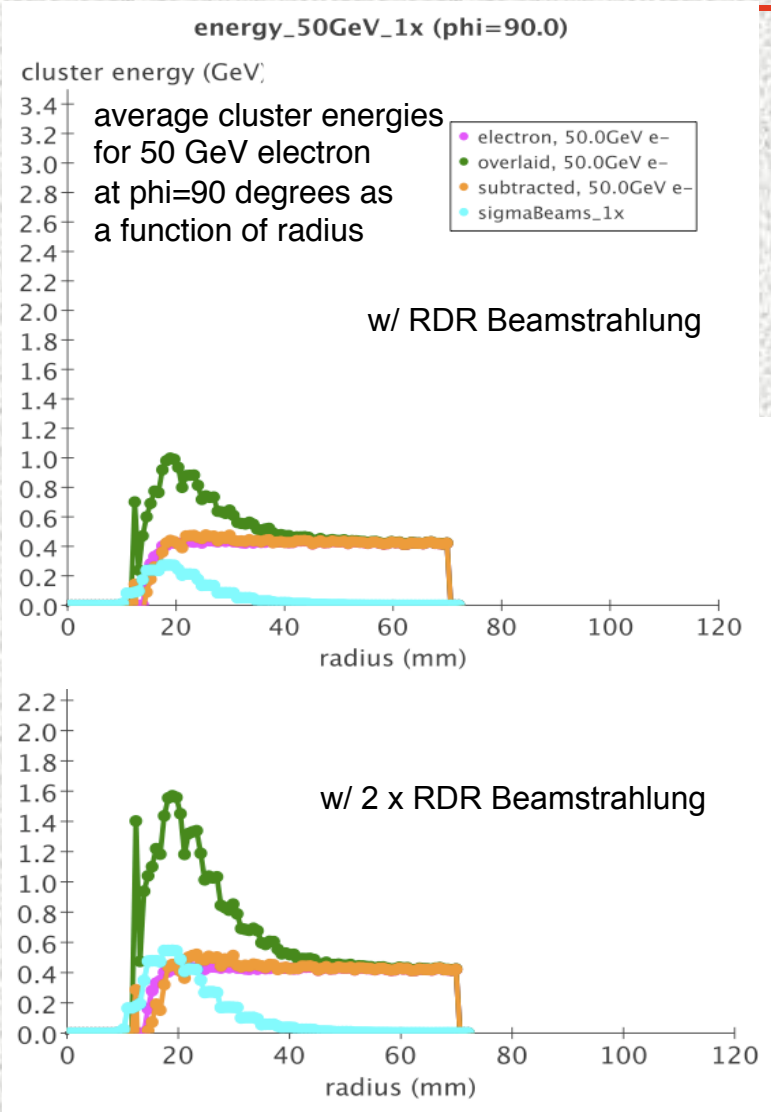 energy_50GeV_1x (phi=90.0)
cluster energy (GeV)
3.4
3.2
3.0
2.8
2.6
2.4
2.2
2.0
1.8
1.6
1.4
1.2
1.0
0.8
0.6
0.4
0.2
0.0
average cluster energies
for 50 GeV electron
at phi=90 degrees as
a function of radius
electron, 50.0GeV e-
overlaid, 50.0GeV e-
subtracted, 50.0GeV e-
sigmaBeams_1x
w/ RDR Beamstrahlung
0 20 40 60 80 100 120
radius (mm)
2.2
2.0
1.8
1.6
1.4
1.2
1.0
0.8
0.6
0.4
0.2
0.0
w/ 2 x RDR Beamstrahlung
0 20 40 60 80 100 120
radius (mm)